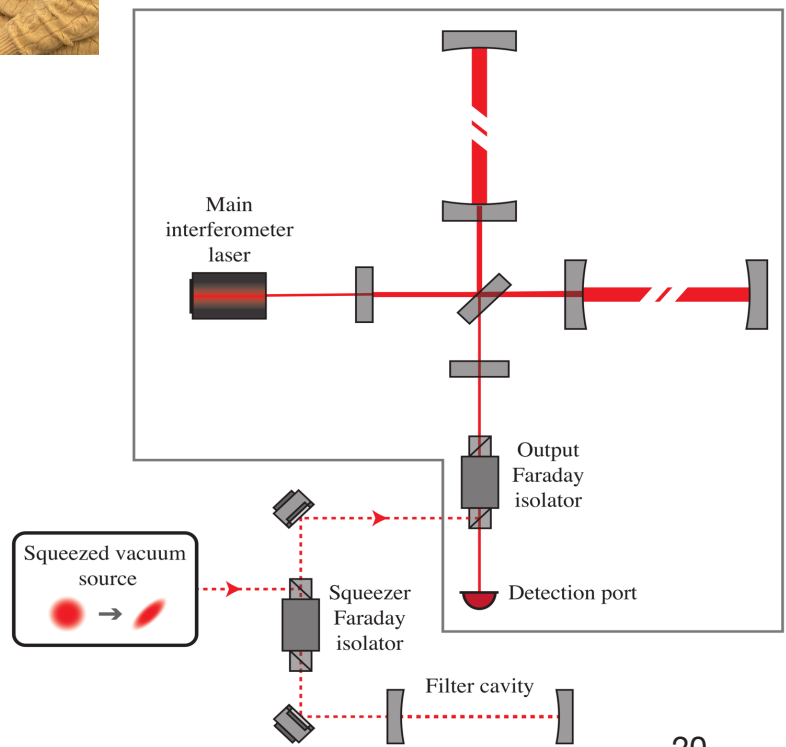 Main
interferometer
laser
Output
Faraday
isolator
Squeezed vacuum
source
Squeezer
Faraday
isolator
Detection port
Filter cavity